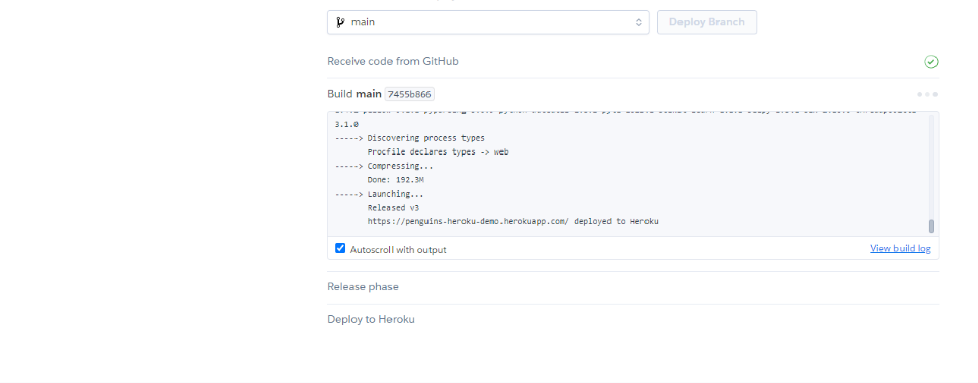 main
Deploy Branch
Receive code from GitHub
Build main 7455b866
3.1.0
-----> Discovering process types
Procfile declares types -> web
-----> Compressing...
Done: 192.3M
-----> Launching...
Released v3
https://penguins-heroku-demo.herokuapp.com/ deployed to Heroku
Autoscroll with output
View build log
Release phase
Deploy to Heroku